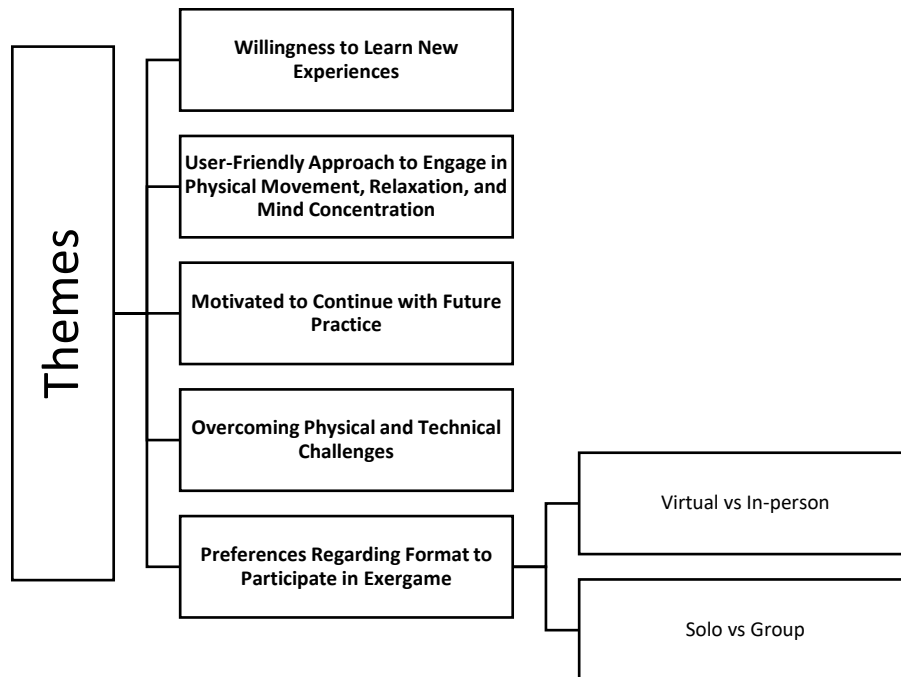 Themes
Willingness to Learn New
Experiences
User-Friendly Approach to Engage in
Physical Movement, Relaxation, and
Mind Concentration
Motivated to Continue with Future
Practice
Overcoming Physical and Technical
Challenges
Preferences Regarding Format to
Participate in Exergame
Virtual vs In-person
Solo vs Group